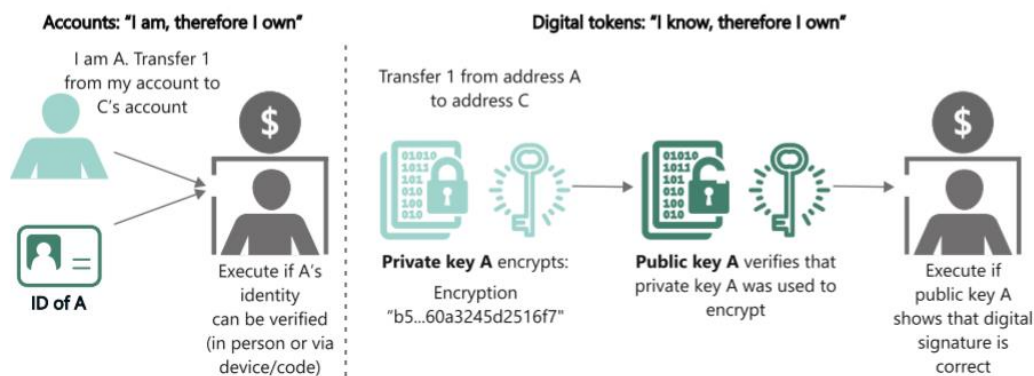 Accounts: "I am, therefore I own"
I am A. Transfer 1
from my account to
C's account
$
ID of A
Execute if A's
identity
can be verified
(in person or via
device/code)
Digital tokens: "I know, therefore I own"
Transfer 1 from address A
to address C
01010
1011
101
010
100
010
Private key A encrypts:
Encryption
"b5...60a3245d2516f7"
01010
1011
101
010
100
010
Public key A verifies that
private key A was used to
encrypt
$
Execute if
public key A
shows that digital
signature is
correct